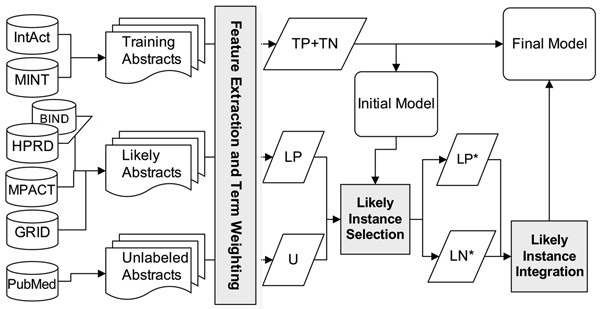 IntAct
MINT
BIND
HPRD
MPACT
GRID
PubMed
Training
Abstracts
Likely
Abstracts
Unlabeled
Abstracts
Feature Extraction and Term Weighting
TP+TN
LP
U
Initial Model
Likely
Instance
Selection
LP*
LN*
Final Model
Likely
Instance
Integration